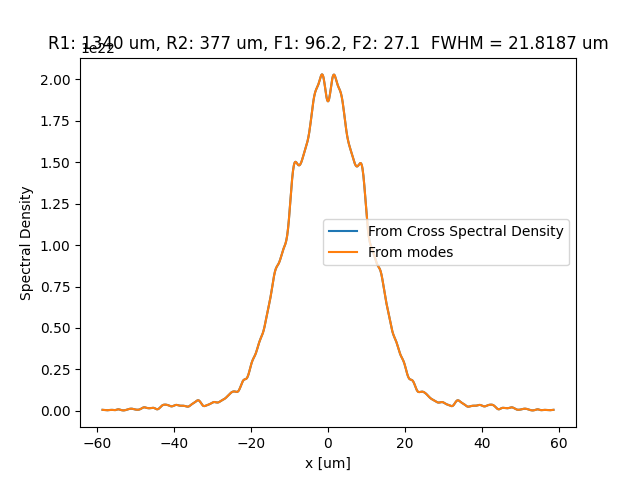 R1: 1340 um, R2: 377 um, F1: 96.2, F2: 27.1  FWHM = 21.8187 um
1e22
2.00
1.75
1.50
1.25
1.00
0.75
0.50
0.25
0.00
Spectral Density
From Cross Spectral Density
From modes
−60 −40 −20 0 20 40 60
x [um]